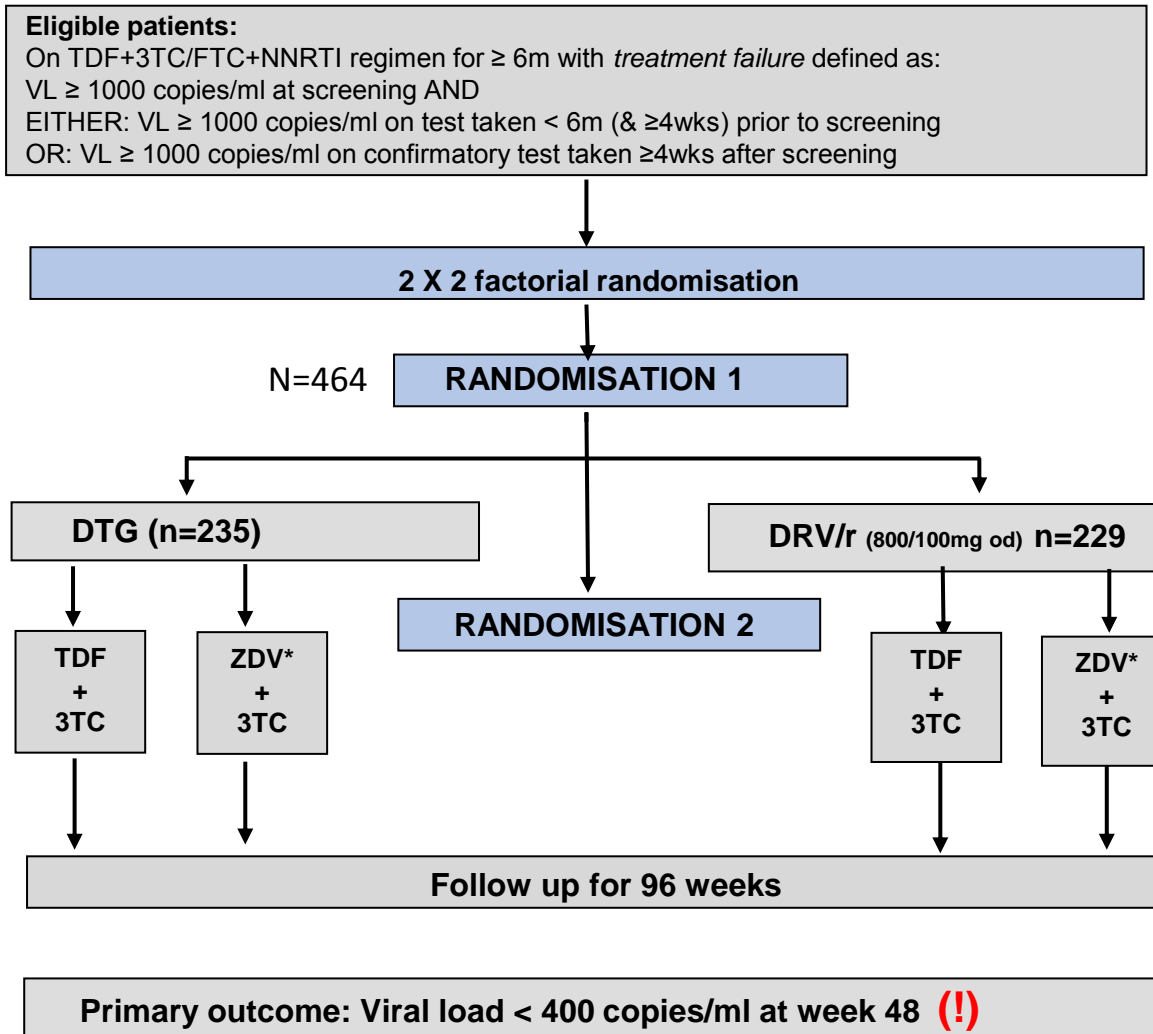 Eligible patients:
On TDF+3TC/FTC+NNRTI regimen for ≥ 6m with treatment failure defined as:
VL ≥ 1000 copies/ml at screening AND
EITHER: VL ≥ 1000 copies/ml on test taken < 6m (& ≥4wks) prior to screening
OR: VL ≥ 1000 copies/ml on confirmatory test taken ≥4wks after screening
2 X 2 factorial randomisation
N=464
RANDOMISATION 1
DTG (n=235)
DRV/r (800/100mg od) n=229
RANDOMISATION 2
TDF
+
3TC
ZDV*
+
3TC
TDF
+
3TC
ZDV*
+
3TC
Follow up for 96 weeks
Primary outcome: Viral load < 400 copies/ml at week 48 (!)